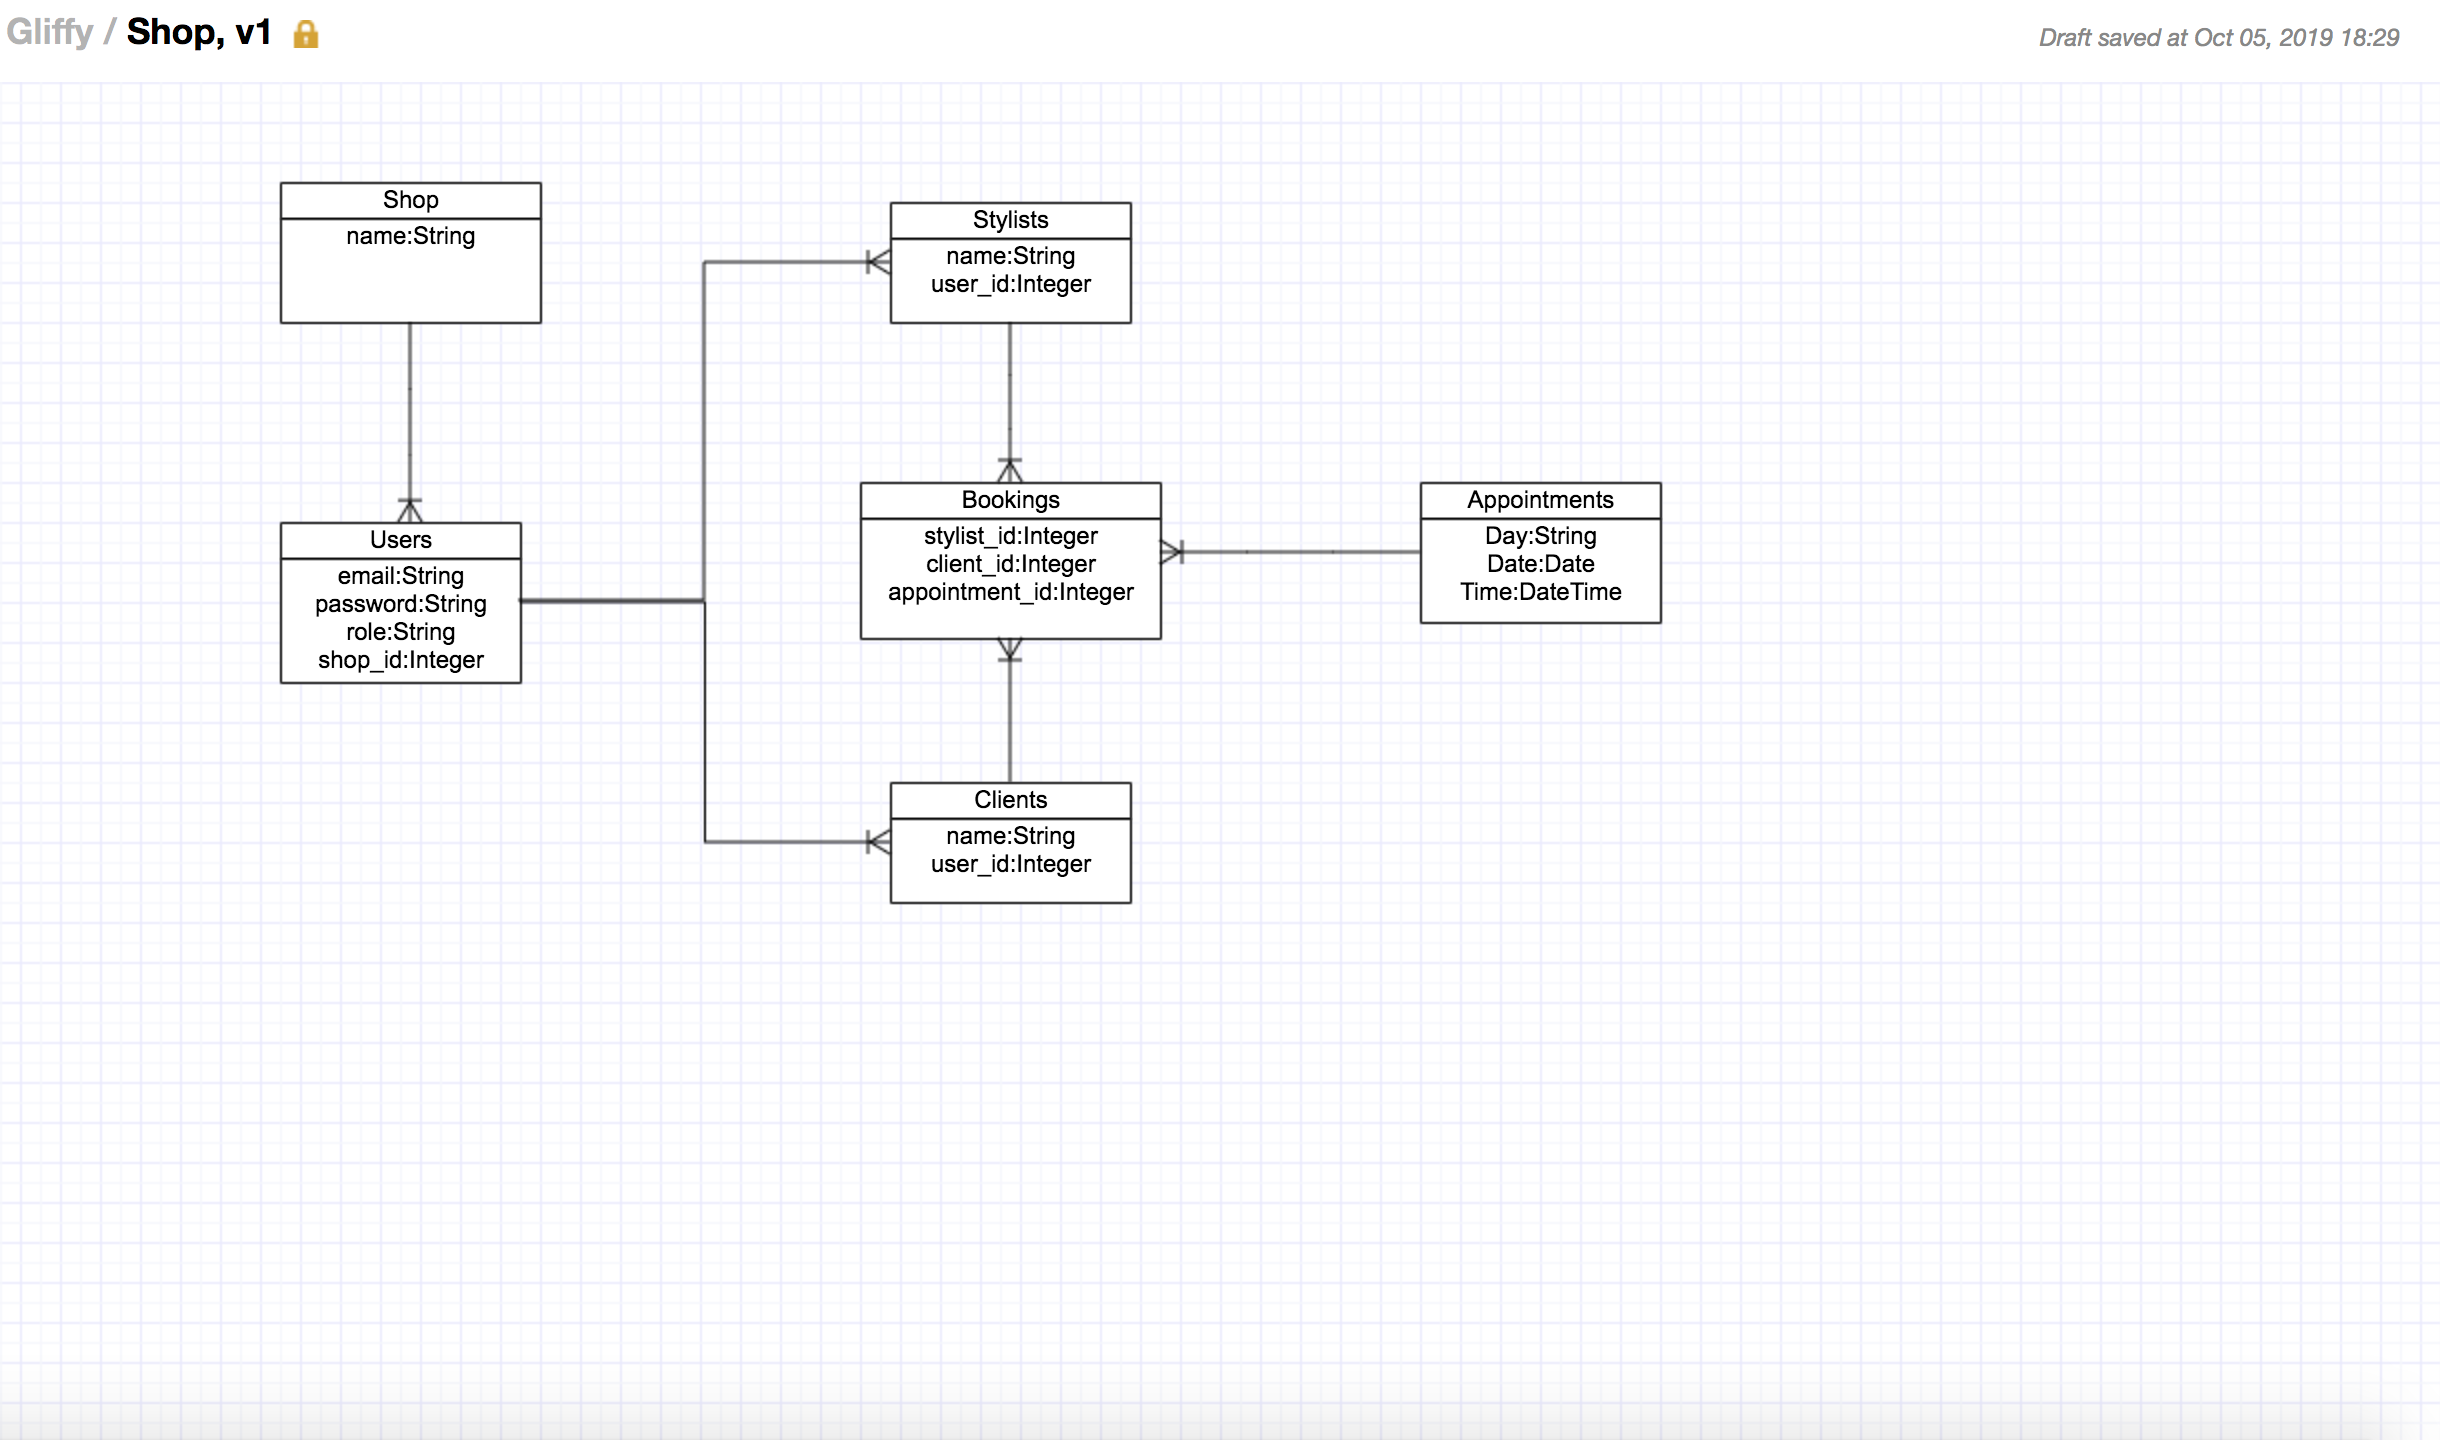 Gliffy / Shop, v1
Draft saved at Oct 05, 2019 18:29
Shop
name:String
Stylists
name:String
user_id:Integer
Users
email:String
password:String
role:String
shop_id:Integer
Bookings
stylist_id:Integer
client_id:Integer
appointment_id:Integer
Appointments
Day:String
Date:Date
Time:DateTime
Clients
name:String
user_id:Integer